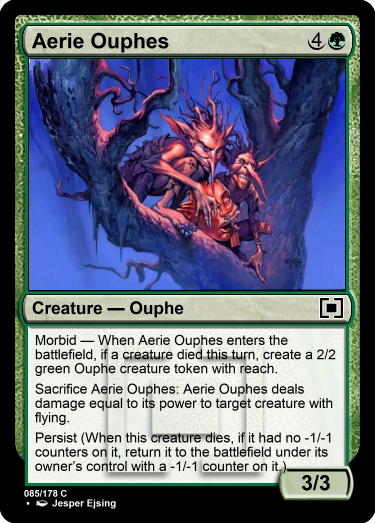 Aerie Ouphes 4
Creature — Ouphe
Morbid — When Aerie Ouphes enters the
battlefield, if a creature died this turn, create a 2/2
green Ouphe creature token with reach.
Sacrifice Aerie Ouphes: Aerie Ouphes deals
damage equal to its power to target creature with
flying.
Persist (When this creature dies, if it had no -1/-1
counters on it, return it to the battlefield under its
owner's control with a -1/-1 counter on it.)
3/3
085/178 C
• Jesper Ejsing